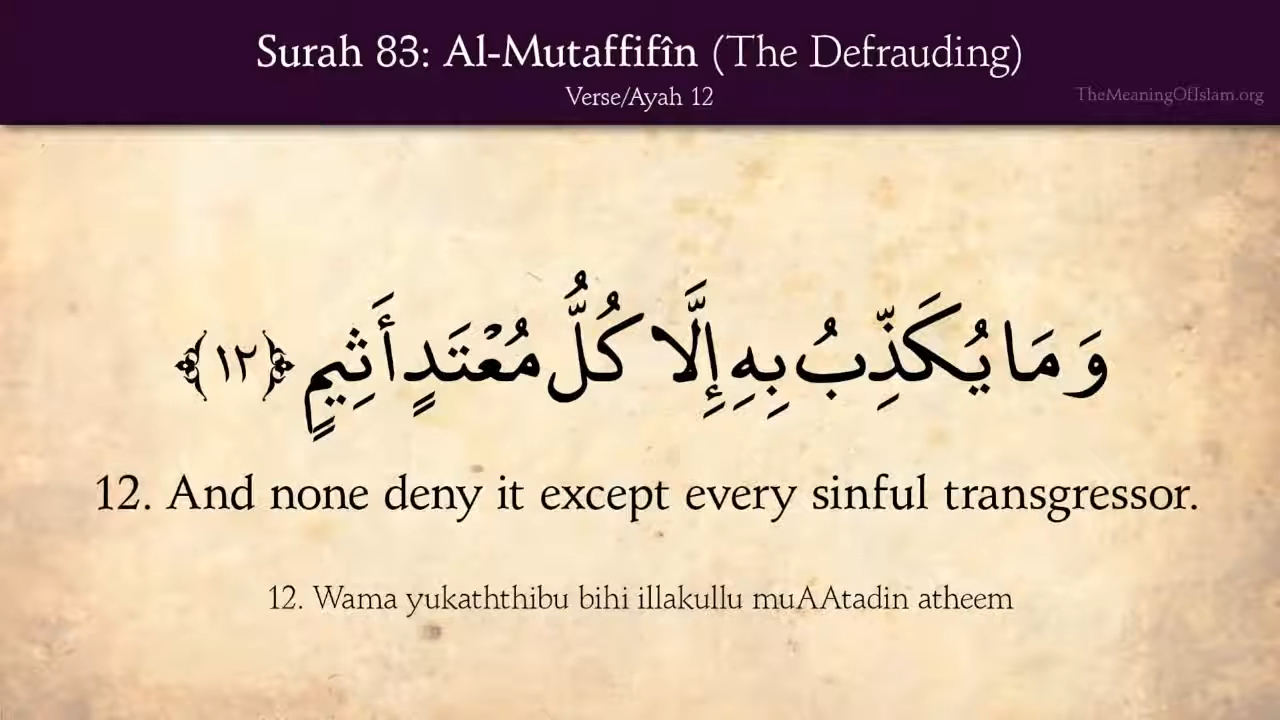 Surah 83: Al-Mutaffifîn (The Defrauding)
Verse/Ayah 12
TheMeaningOfIslam.org
وَمَا يُكَذِّبُ بِهِ إِلَّا كُلُّ مُعْتَدٍ أَثِيمٍ ﴿١٢﴾
12. And none deny it except every sinful transgressor.
12. Wama yukaththibu bihi illakullu muAAtadin atheem